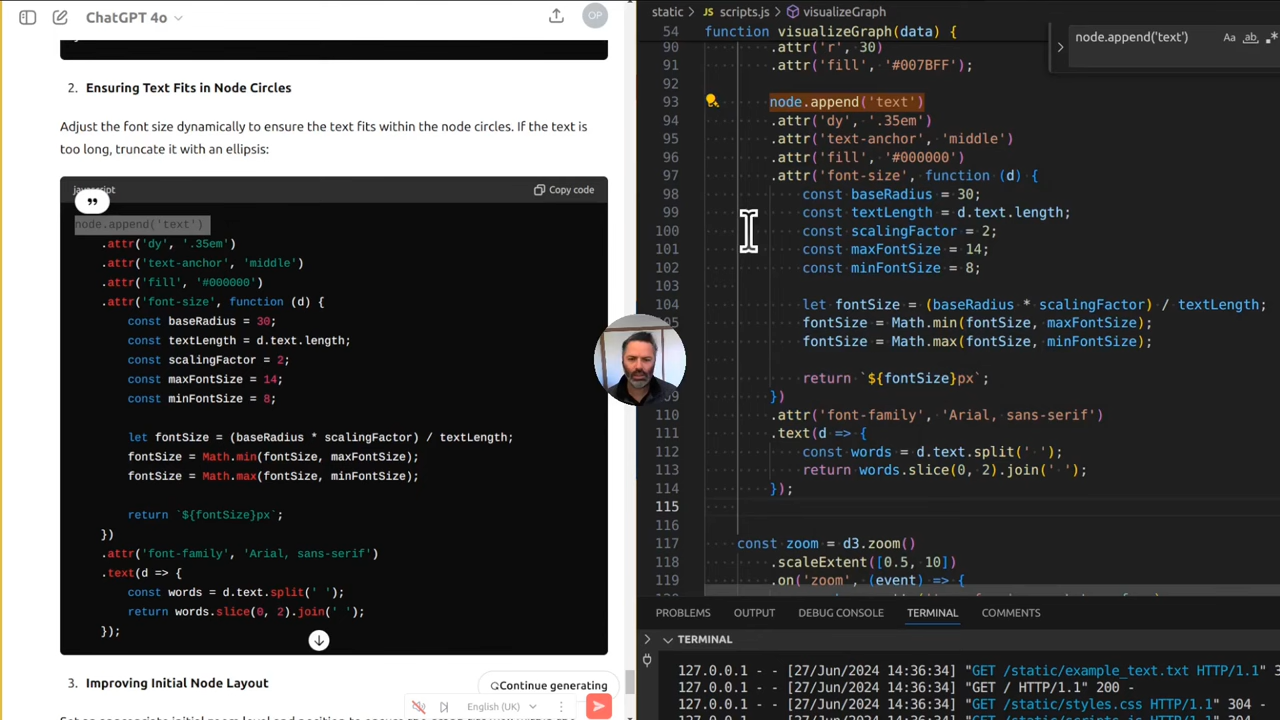 ChatGPT 4o
OP
2. Ensuring Text Fits in Node Circles
Adjust the font size dynamically to ensure the text fits within the node circles. If the text is
too long, truncate it with an ellipsis:
Copy code
node.append('text')
.attr('dy', '.35em')
.attr('text-anchor', 'middle')
.attr('fill', '#000000')
.attr('font-size', function (d) {
const baseRadius = 30;
const textLength = d.text.length;
const scalingFactor = 2;
const maxFontSize = 14;
const minFontSize = 8;
let fontSize = (baseRadius * scalingFactor) / textLength;
fontSize = Math.min(fontSize, maxFontSize);
fontSize = Math.max(fontSize, minFontSize);
return `${fontSize}px`;
})
.attr('font-family', 'Arial, sans-serif')
.text(d => {
const words = d.text.split(' ');
return words.slice(0, 2).join(' ');
});
3. Improving Initial Node Layout
Continue generating
English (UK)
static > JS scripts.js > visualizeGraph
54 function visualizeGraph(data) {
90 .attr('r', 30)
91 .attr('fill', '#007BFF');
92
93 node.append('text')
94 .attr('dy', '.35em')
95 .attr('text-anchor', 'middle')
96 .attr('fill', '#000000')
97 .attr('font-size', function (d) {
98 const baseRadius = 30;
99 const textLength = d.text.length;
100 const scalingFactor = 2;
101 const maxFontSize = 14;
102 const minFontSize = 8;
103
104 let fontSize = (baseRadius * scalingFactor) / textLength;
fontSize = Math.min(fontSize, maxFontSize);
fontSize = Math.max(fontSize, minFontSize);
return `${fontSize}px`;
})
110 .attr('font-family', 'Arial, sans-serif')
111 .text(d => {
112 const words = d.text.split(' ');
113 return words.slice(0, 2).join(' ');
114 });
115
116
117 const zoom = d3.zoom()
118 .scaleExtent([0.5, 10])
119 .on('zoom', (event) => {
node.append('text')
Aa ab
PROBLEMS OUTPUT DEBUG CONSOLE TERMINAL COMMENTS
TERMINAL
127.0.0.1 - - [27/Jun/2024 14:36:34] "GET /static/example_text.txt HTTP/1.1" 3
127.0.0.1 - - [27/Jun/2024 14:36:34] "GET / HTTP/1.1" 200 -
127.0.0.1 - - [27/Jun/2024 14:36:34] "GET /static/styles.css HTTP/1.1" 304 -